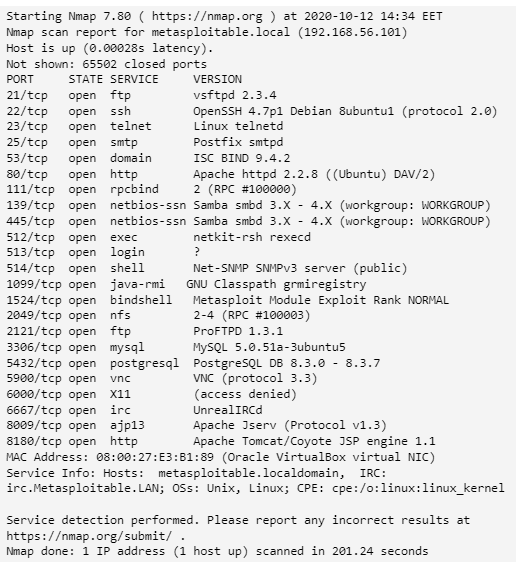 Starting Nmap 7.80 ( https://nmap.org ) at 2020-10-12 14:34 EET
Nmap scan report for metasploitable.local (192.168.56.101)
Host is up (0.00028s latency).
Not shown: 65502 closed ports
PORT     STATE SERVICE     VERSION
21/tcp   open  ftp         vsftpd 2.3.4
22/tcp   open  ssh         OpenSSH 4.7p1 Debian 8ubuntu1 (protocol 2.0)
23/tcp   open  telnet      Linux telnetd
25/tcp   open  smtp        Postfix smtpd
53/tcp   open  domain      ISC BIND 9.4.2
80/tcp   open  http        Apache httpd 2.2.8 ((Ubuntu) DAV/2)
111/tcp  open  rpcbind     2 (RPC #100000)
139/tcp  open  netbios-ssn Samba smbd 3.X - 4.X (workgroup: WORKGROUP)
445/tcp  open  netbios-ssn Samba smbd 3.X - 4.X (workgroup: WORKGROUP)
512/tcp  open  exec        netkit-rsh rexecd
513/tcp  open  login       ?
514/tcp  open  shell       Net-SNMP SNMPv3 server (public)
1099/tcp open  java-rmi   GNU Classpath grmiregistry
1524/tcp open  bindshell   Metasploit Module Exploit Rank NORMAL
2049/tcp open  nfs         2-4 (RPC #100003)
2121/tcp open  ftp         ProFTPD 1.3.1
3306/tcp open  mysql       MySQL 5.0.51a-3ubuntu5
5432/tcp open  postgresql  PostgreSQL DB 8.3.0 - 8.3.7
5900/tcp open  vnc         VNC (protocol 3.3)
6000/tcp open  X11         (access denied)
6667/tcp open  irc         UnrealIRCd
8009/tcp open  ajp13       Apache Jserv (Protocol v1.3)
8180/tcp open  http        Apache Tomcat/Coyote JSP engine 1.1
MAC Address: 08:00:27:E3:B1:89 (Oracle VirtualBox virtual NIC)
Service Info: Hosts:  metasploitable.localdomain,  IRC:
irc.Metasploitable.LAN; OSs: Unix, Linux; CPE: cpe:/o:linux:linux_kernel

Service detection performed. Please report any incorrect results at
https://nmap.org/submit/ .
Nmap done: 1 IP address (1 host up) scanned in 201.24 seconds